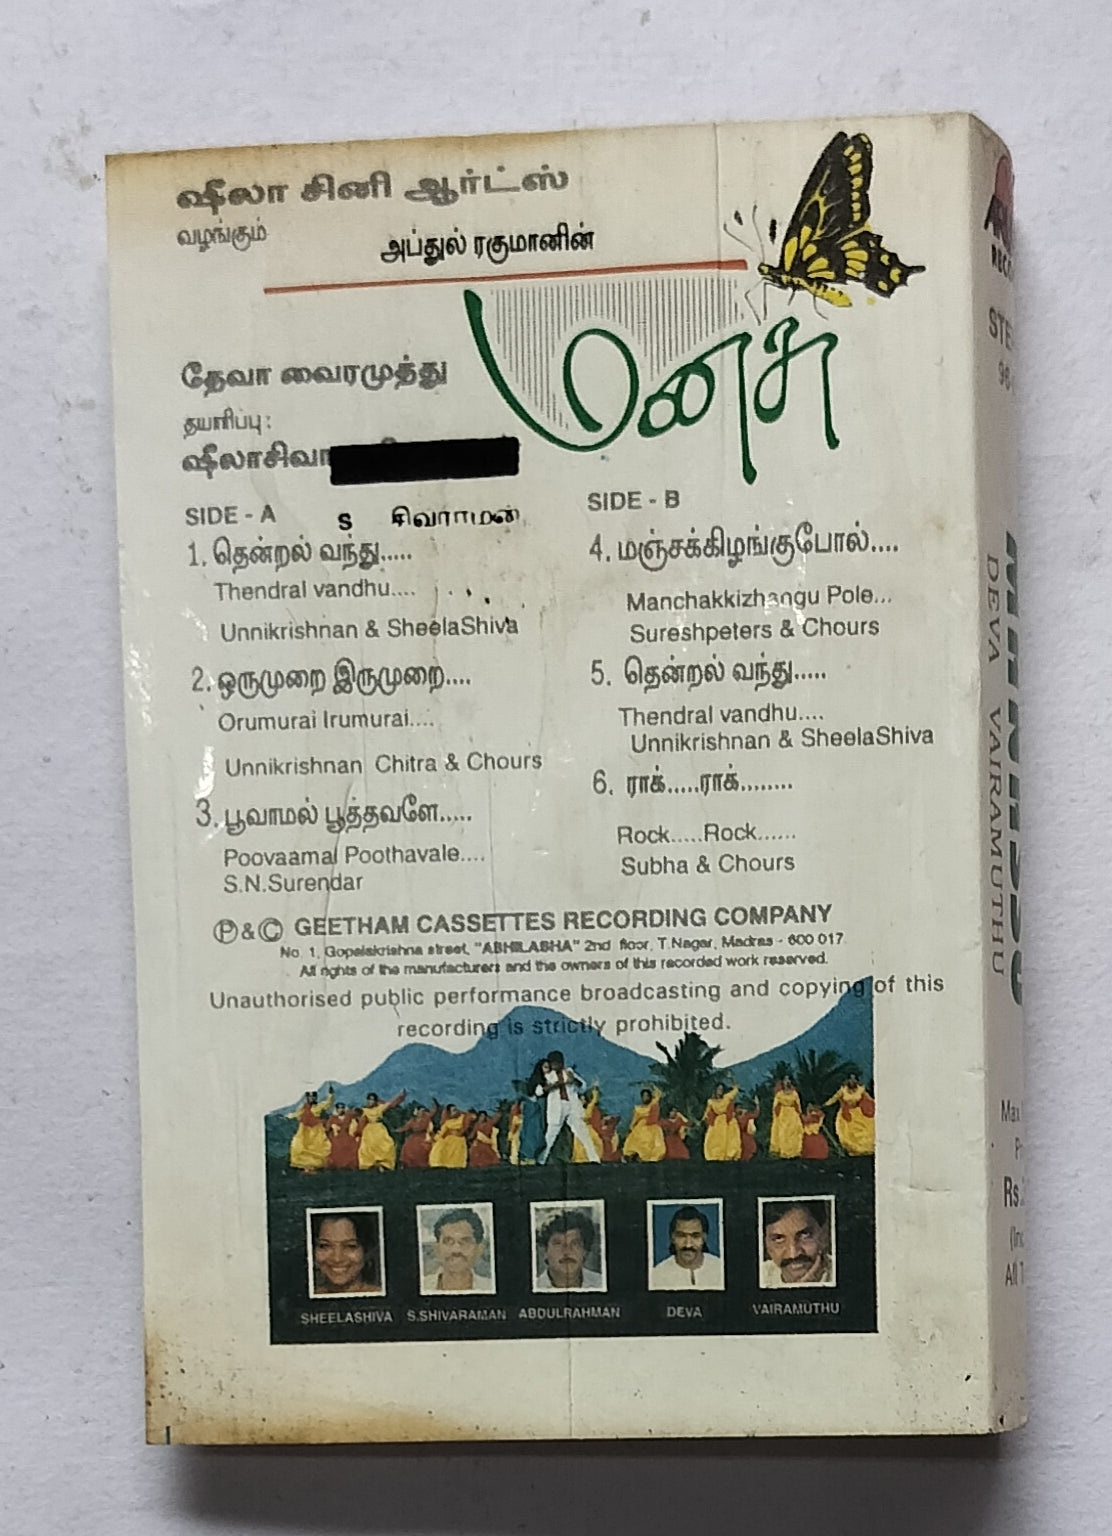 ஷீலா சினி ஆர்ட்ஸ்
வழங்கும்
அப்துல் ரகுமானின்
மனசு
தேவா வைரமுத்து
தயாரிப்பு:
ஷீலாசிவா
S சிவராமன்
SIDE - A
1. தென்றல் வந்து.....
Thendral vandhu....
Unnikrishnan & SheelaShiva
2. ஒருமுறை இருமுறை....
Orumurai Irumurai....
Unnikrishnan Chitra & Chours
3. பூவாமல் பூத்தவளே.....
Poovaamal Poothavale....
S.N.Surendar
SIDE - B
4. மஞ்சக்கிழங்குபோல்....
Manchakkizhangu Pole...
Sureshpeters & Chours
5. தென்றல் வந்து.....
Thendral vandhu....
Unnikrishnan & SheelaShiva
6. ராக்.....ராக்........
Rock.....Rock......
Subha & Chours
Ⓟ & © GEETHAM CASSETTES RECORDING COMPANY
No. 1, Gopalakrishna street, "ABHILASHA" 2nd floor, T.Nagar, Madras - 600 017.
All rights of the manufacturers and the owners of this recorded work reserved.
Unauthorised public performance broadcasting and copying of this
recording is strictly prohibited.
SHEELASHIVA S.SHIVARAMAN ABDULRAHMAN DEVA VAIRAMUTHU
DEVA VAIRAMUTHU
Rs.